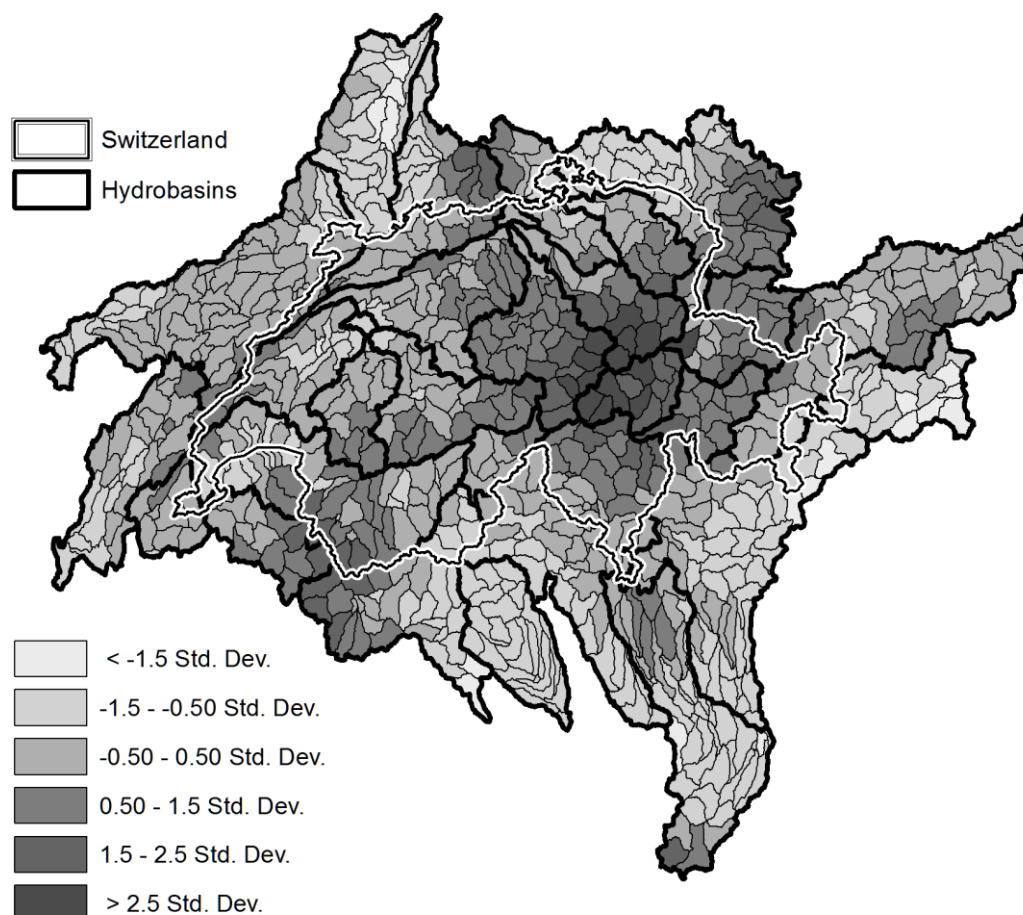 Switzerland
Hydrobasins
< -1.5 Std. Dev.
-1.5 - -0.50 Std. Dev.
-0.50 - 0.50 Std. Dev.
0.50 - 1.5 Std. Dev.
1.5 - 2.5 Std. Dev.
> 2.5 Std. Dev.